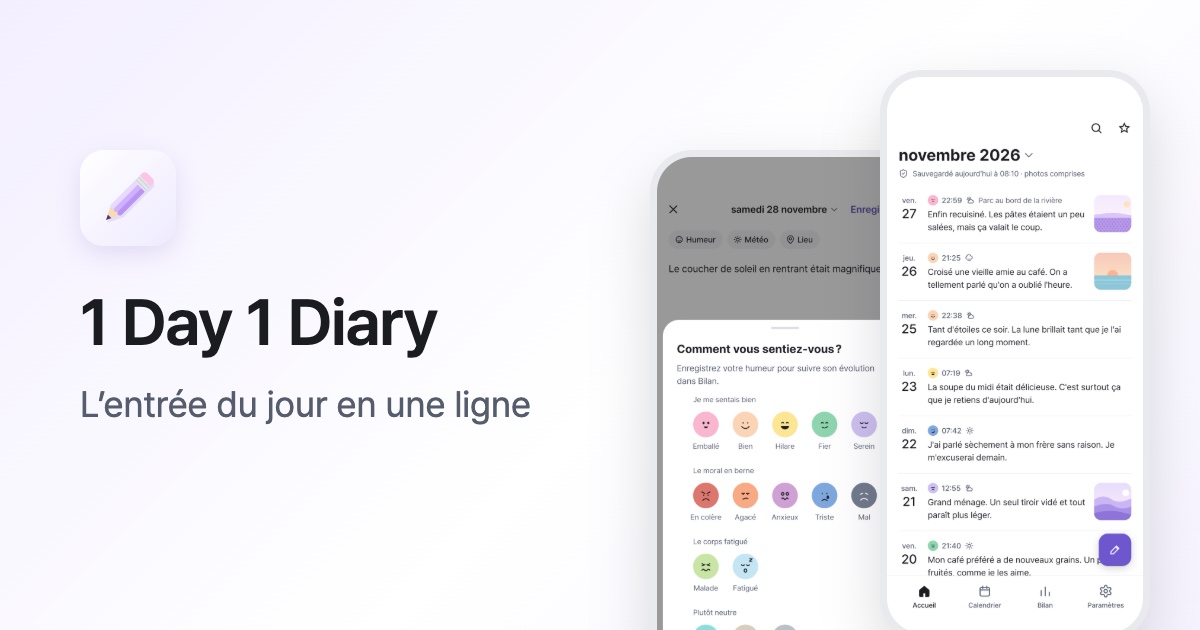 1 Day 1 Diary
L’entrée du jour en une ligne
samedi 28 novembre
Humeur
Météo
Lieu
Le coucher de soleil en rentrant était magnifique
Comment vous sentiez-vous ?
Enregistrez votre humeur pour suivre son évolution
dans Bilan.
Je me sentais bien
Emballé Bien Hilare Fier Serein
Le moral en berne
En colère Agacé Anxieux Triste Mal
Le corps fatigué
Malade Fatigué
Plutôt neutre
novembre 2026
Sauvegardé aujourd'hui à 08:10 · photos comprises
ven.
27
22:59 Parc au bord de la rivière
Enfin recuisiné. Les pâtes étaient un peu
salées, mais ça valait le coup.
jeu.
26
21:25
Croisé une vieille amie au café. On a
tellement parlé qu'on a oublié l'heure.
mer.
25
22:38
Tant d'étoiles ce soir. La lune brillait tant que je l'ai
regardée un long moment.
lun.
23
07:19
La soupe du midi était délicieuse. C'est surtout ça
que je retiens d'aujourd'hui.
dim.
22
07:42
J'ai parlé sèchement à mon frère sans raison. Je
m'excuserai demain.
sam.
21
12:55
Grand ménage. Un seul tiroir vidé et tout
paraît plus léger.
ven.
20
21:40
Mon café préféré a de nouveaux grains. Un
fruités, comme je les aime.
Accueil Calendrier Bilan Paramètres